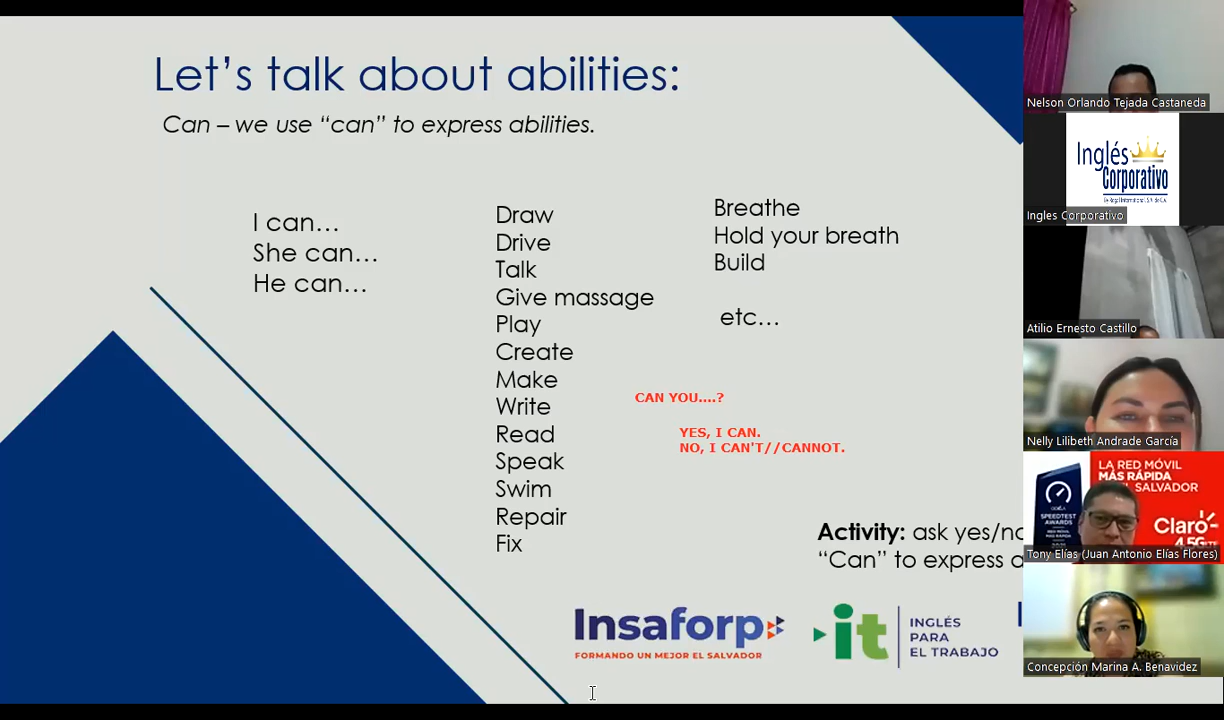 Let's talk about abilities:
Can – we use "can" to express abilities.
I can…
She can…
He can…
Draw
Drive
Talk
Give massage
Play
Create
Make
Write
Read
Speak
Swim
Repair
Fix
Breathe
Hold your breath
Build
etc…
CAN YOU....?
YES, I CAN.
NO, I CAN'T//CANNOT.
Activity: ask yes/no
"Can" to express a
Insaforp
FORMANDO UN MEJOR EL SALVADOR
it
INGLÉS
PARA
EL TRABAJO
Nelson Orlando Tejada Castaneda
Inglés
Corporativo
Ingles Corporativo
Atilio Ernesto Castillo
Nelly Lilibeth Andrade García
LA RED MÓVIL
MÁS RÁPIDA
SALVADOR
SPEEDTEST
AWARDS
Claro
4.5G
Tony Elías (Juan Antonio Elías Flores)
Concepción Marina A. Benavidez